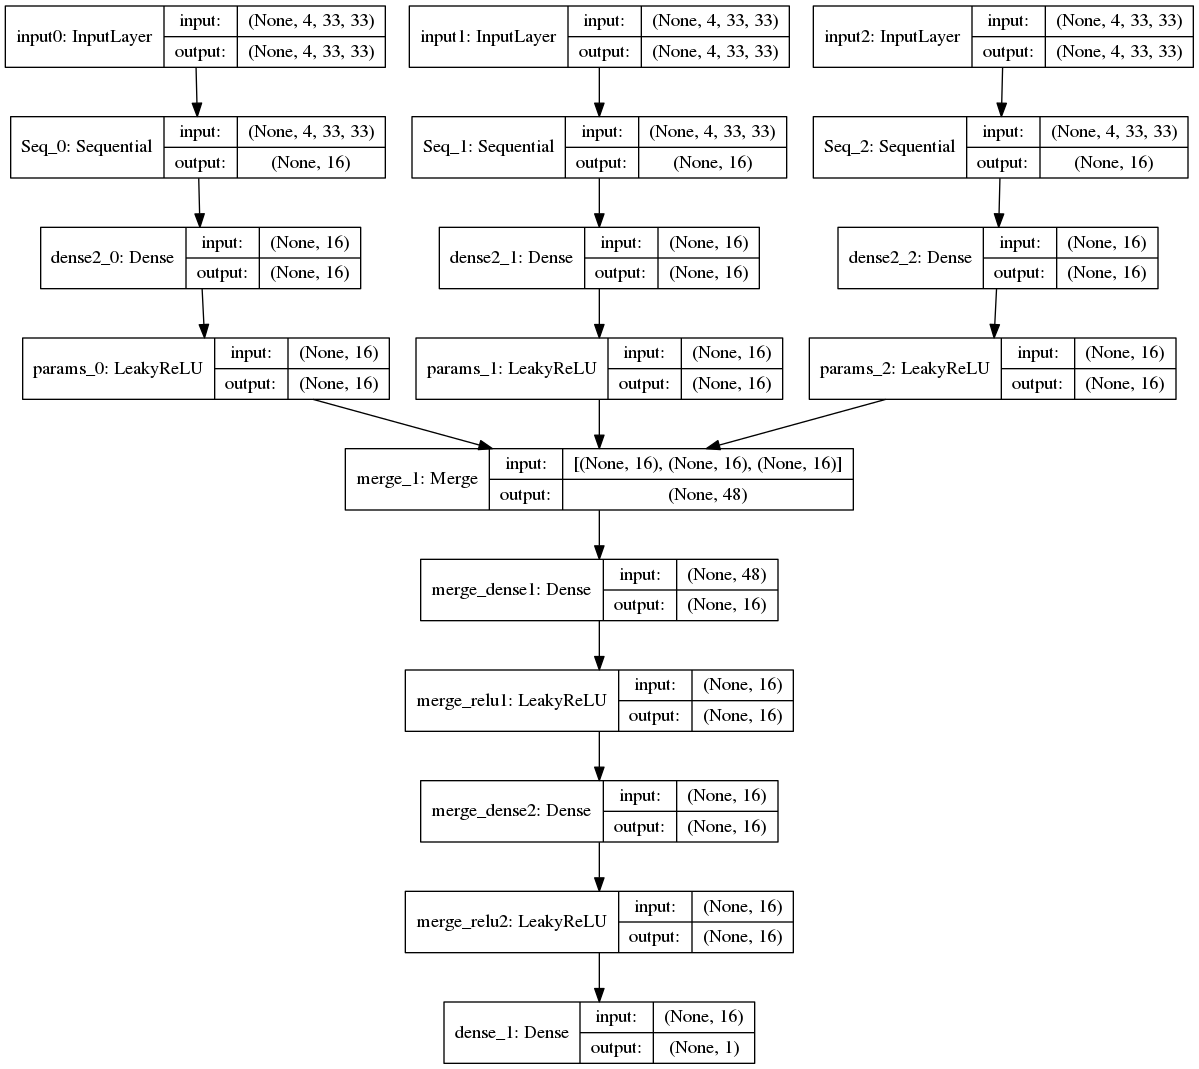 input0: InputLayer
input: (None, 4, 33, 33)
output: (None, 4, 33, 33)
input1: InputLayer
input: (None, 4, 33, 33)
output: (None, 4, 33, 33)
input2: InputLayer
input: (None, 4, 33, 33)
output: (None, 4, 33, 33)
Seq_0: Sequential
input: (None, 4, 33, 33)
output: (None, 16)
Seq_1: Sequential
input: (None, 4, 33, 33)
output: (None, 16)
Seq_2: Sequential
input: (None, 4, 33, 33)
output: (None, 16)
dense2_0: Dense
input: (None, 16)
output: (None, 16)
dense2_1: Dense
input: (None, 16)
output: (None, 16)
dense2_2: Dense
input: (None, 16)
output: (None, 16)
params_0: LeakyReLU
input: (None, 16)
output: (None, 16)
params_1: LeakyReLU
input: (None, 16)
output: (None, 16)
params_2: LeakyReLU
input: (None, 16)
output: (None, 16)
merge_1: Merge
input: [(None, 16), (None, 16), (None, 16)]
output: (None, 48)
merge_dense1: Dense
input: (None, 48)
output: (None, 16)
merge_relu1: LeakyReLU
input: (None, 16)
output: (None, 16)
merge_dense2: Dense
input: (None, 16)
output: (None, 16)
merge_relu2: LeakyReLU
input: (None, 16)
output: (None, 16)
dense_1: Dense
input: (None, 16)
output: (None, 1)